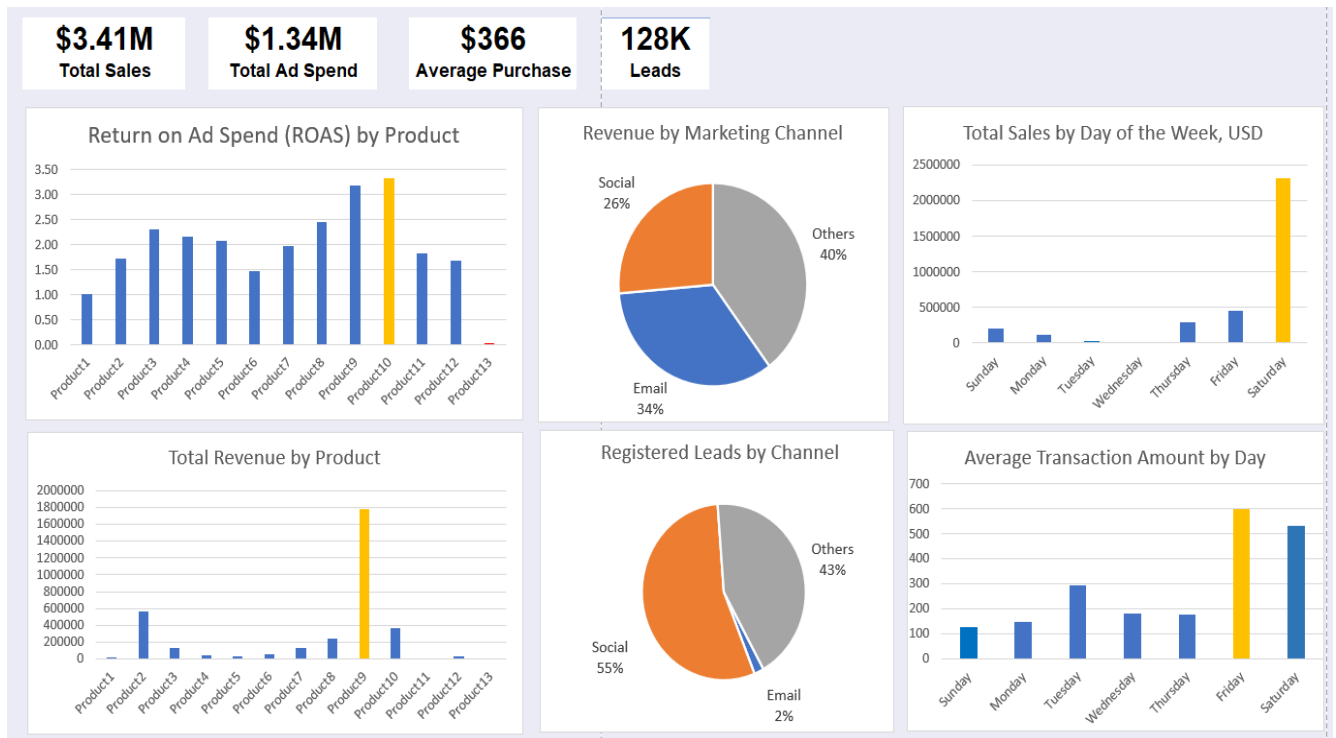 $3.41M
Total Sales
$1.34M
Total Ad Spend
$366
Average Purchase
128K
Leads
Return on Ad Spend (ROAS) by Product
3.50
3.00
2.50
2.00
1.50
1.00
0.50
0.00
Product1
Product2
Product3
Product4
Product5
Product6
Product7
Product8
Product9
Product10
Product11
Product12
Product13
Revenue by Marketing Channel
Social
26%
Others
40%
Email
34%
Total Sales by Day of the Week, USD
2500000
2000000
1500000
1000000
500000
0
Sunday
Monday
Tuesday
Wednesday
Thursday
Friday
Saturday
Total Revenue by Product
2000000
1800000
1600000
1400000
1200000
1000000
800000
600000
400000
200000
0
Product1
Product2
Product3
Product4
Product5
Product6
Product7
Product8
Product9
Product10
Product11
Product12
Product13
Registered Leads by Channel
Others
43%
Social
55%
Email
2%
Average Transaction Amount by Day
700
600
500
400
300
200
100
0
Sunday
Monday
Tuesday
Wednesday
Thursday
Friday
Saturday